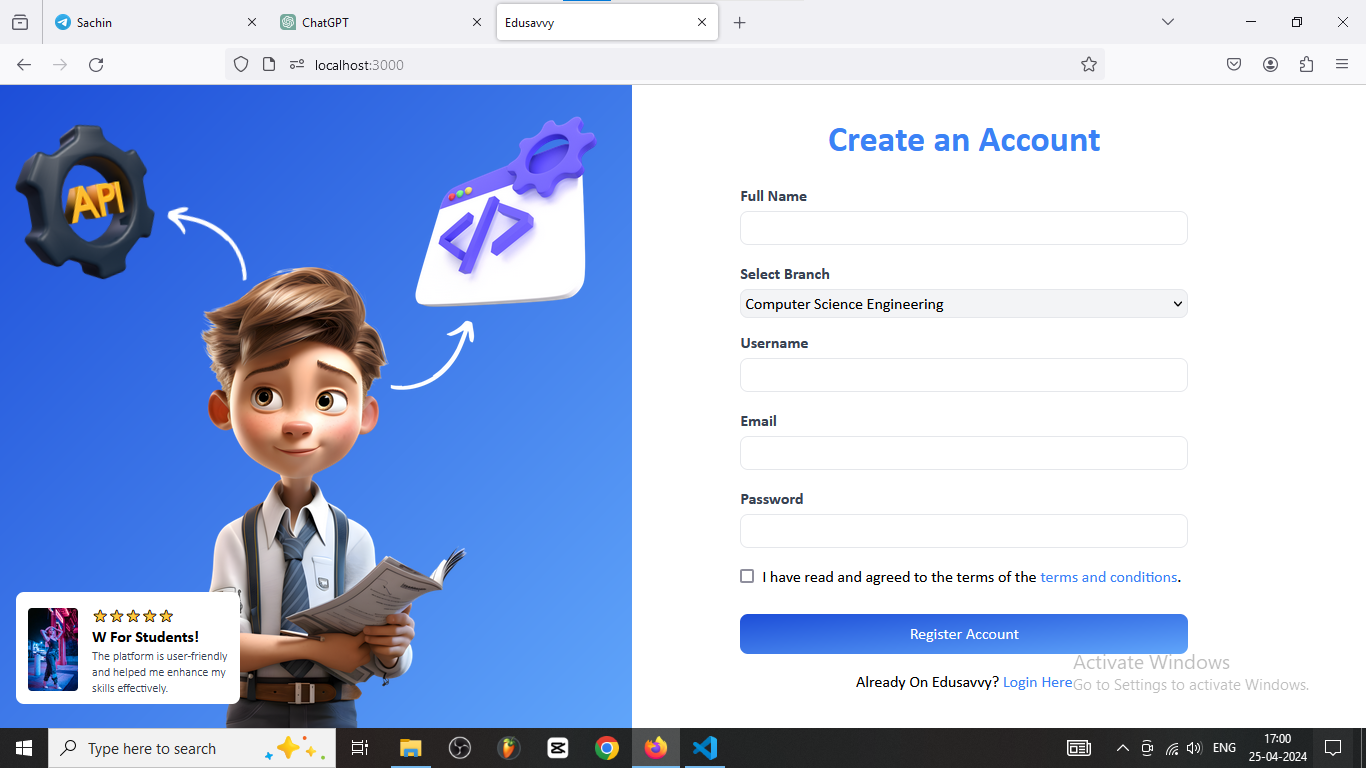 Sachin
ChatGPT
Edusavvy
localhost:3000
API
</>
Create an Account
Full Name
Select Branch
Computer Science Engineering
Username
Email
Password
I have read and agreed to the terms of the terms and conditions.
Register Account
Already On Edusavvy? Login Here
W For Students!
The platform is user-friendly
and helped me enhance my
skills effectively.
Activate Windows
Go to Settings to activate Windows.
Type here to search
ENG
17:00
25-04-2024